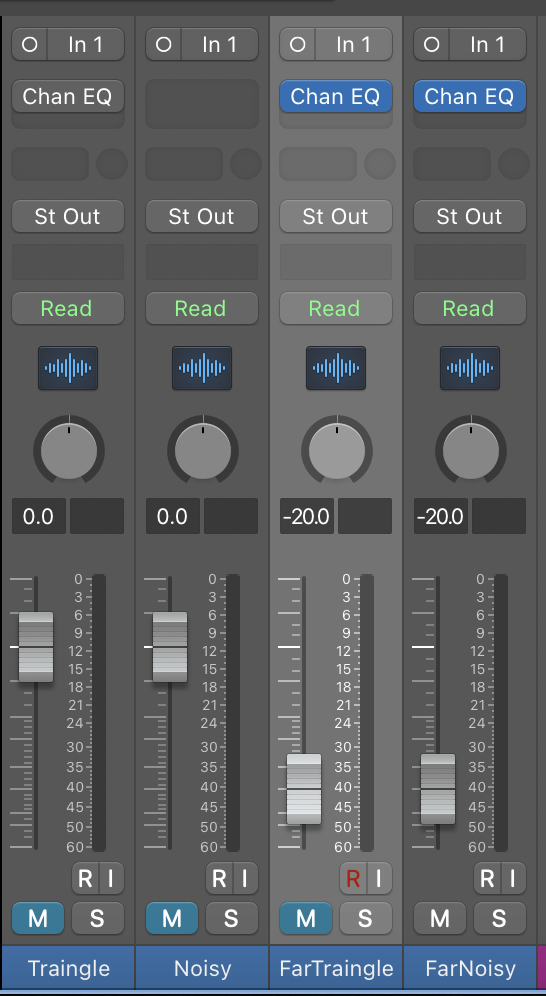 In 1 In 1 In 1 In 1
Chan EQ Chan EQ Chan EQ
St Out St Out St Out St Out
Read Read Read Read
0.0 0.0 -20.0 -20.0
0 0 0 0
3 3 3 3
6 6 6 6
9 9 9 9
12 12 12 12
15 15 15 15
18 18 18 18
21 21 21 21
24 24 24 24
30 30 30 30
35 35 35 35
40 40 40 40
45 45 45 45
50 50 50 50
60 60 60 60
R I R I R I R I
M S M S M S M S
Traingle Noisy FarTraingle FarNoisy